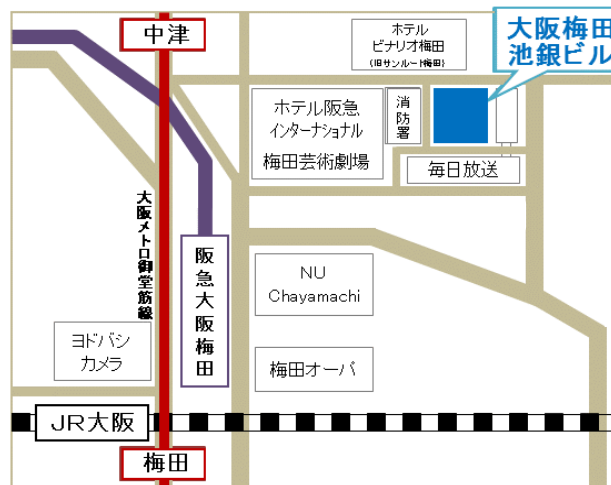 中津
ホテル
ビナリオ梅田
(旧サンルート梅田)
大阪梅田
池銀ビル
ホテル阪急
インターナショナル
梅田芸術劇場
消防署
毎日放送
大阪メトロ御堂筋線
阪急大阪梅田
NU
Chayamachi
ヨドバシ
カメラ
梅田オーパ
JR大阪
梅田